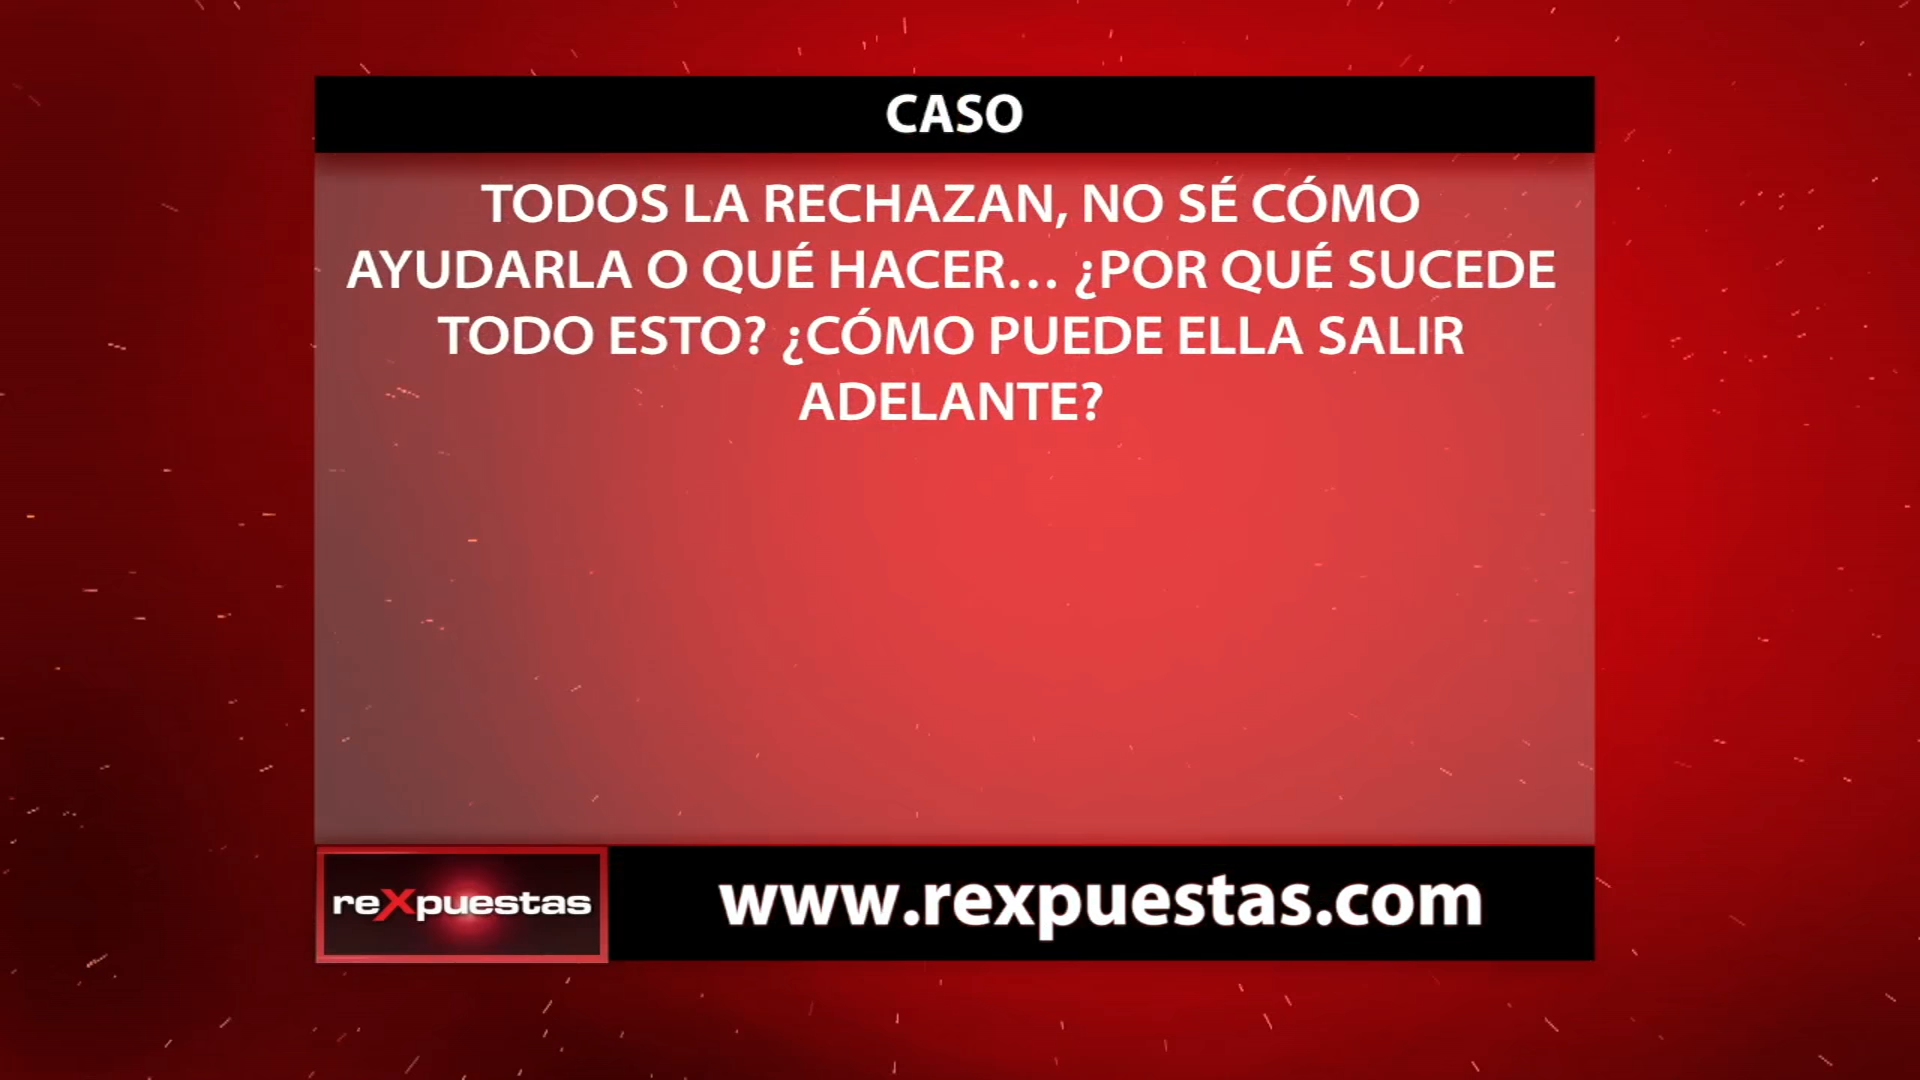 CASO
TODOS LA RECHAZAN, NO SÉ CÓMO
AYUDARLA O QUÉ HACER... ¿POR QUÉ SUCEDE
TODO ESTO? ¿CÓMO PUEDE ELLA SALIR
ADELANTE?
reXpuestas
www.rexpuestas.com